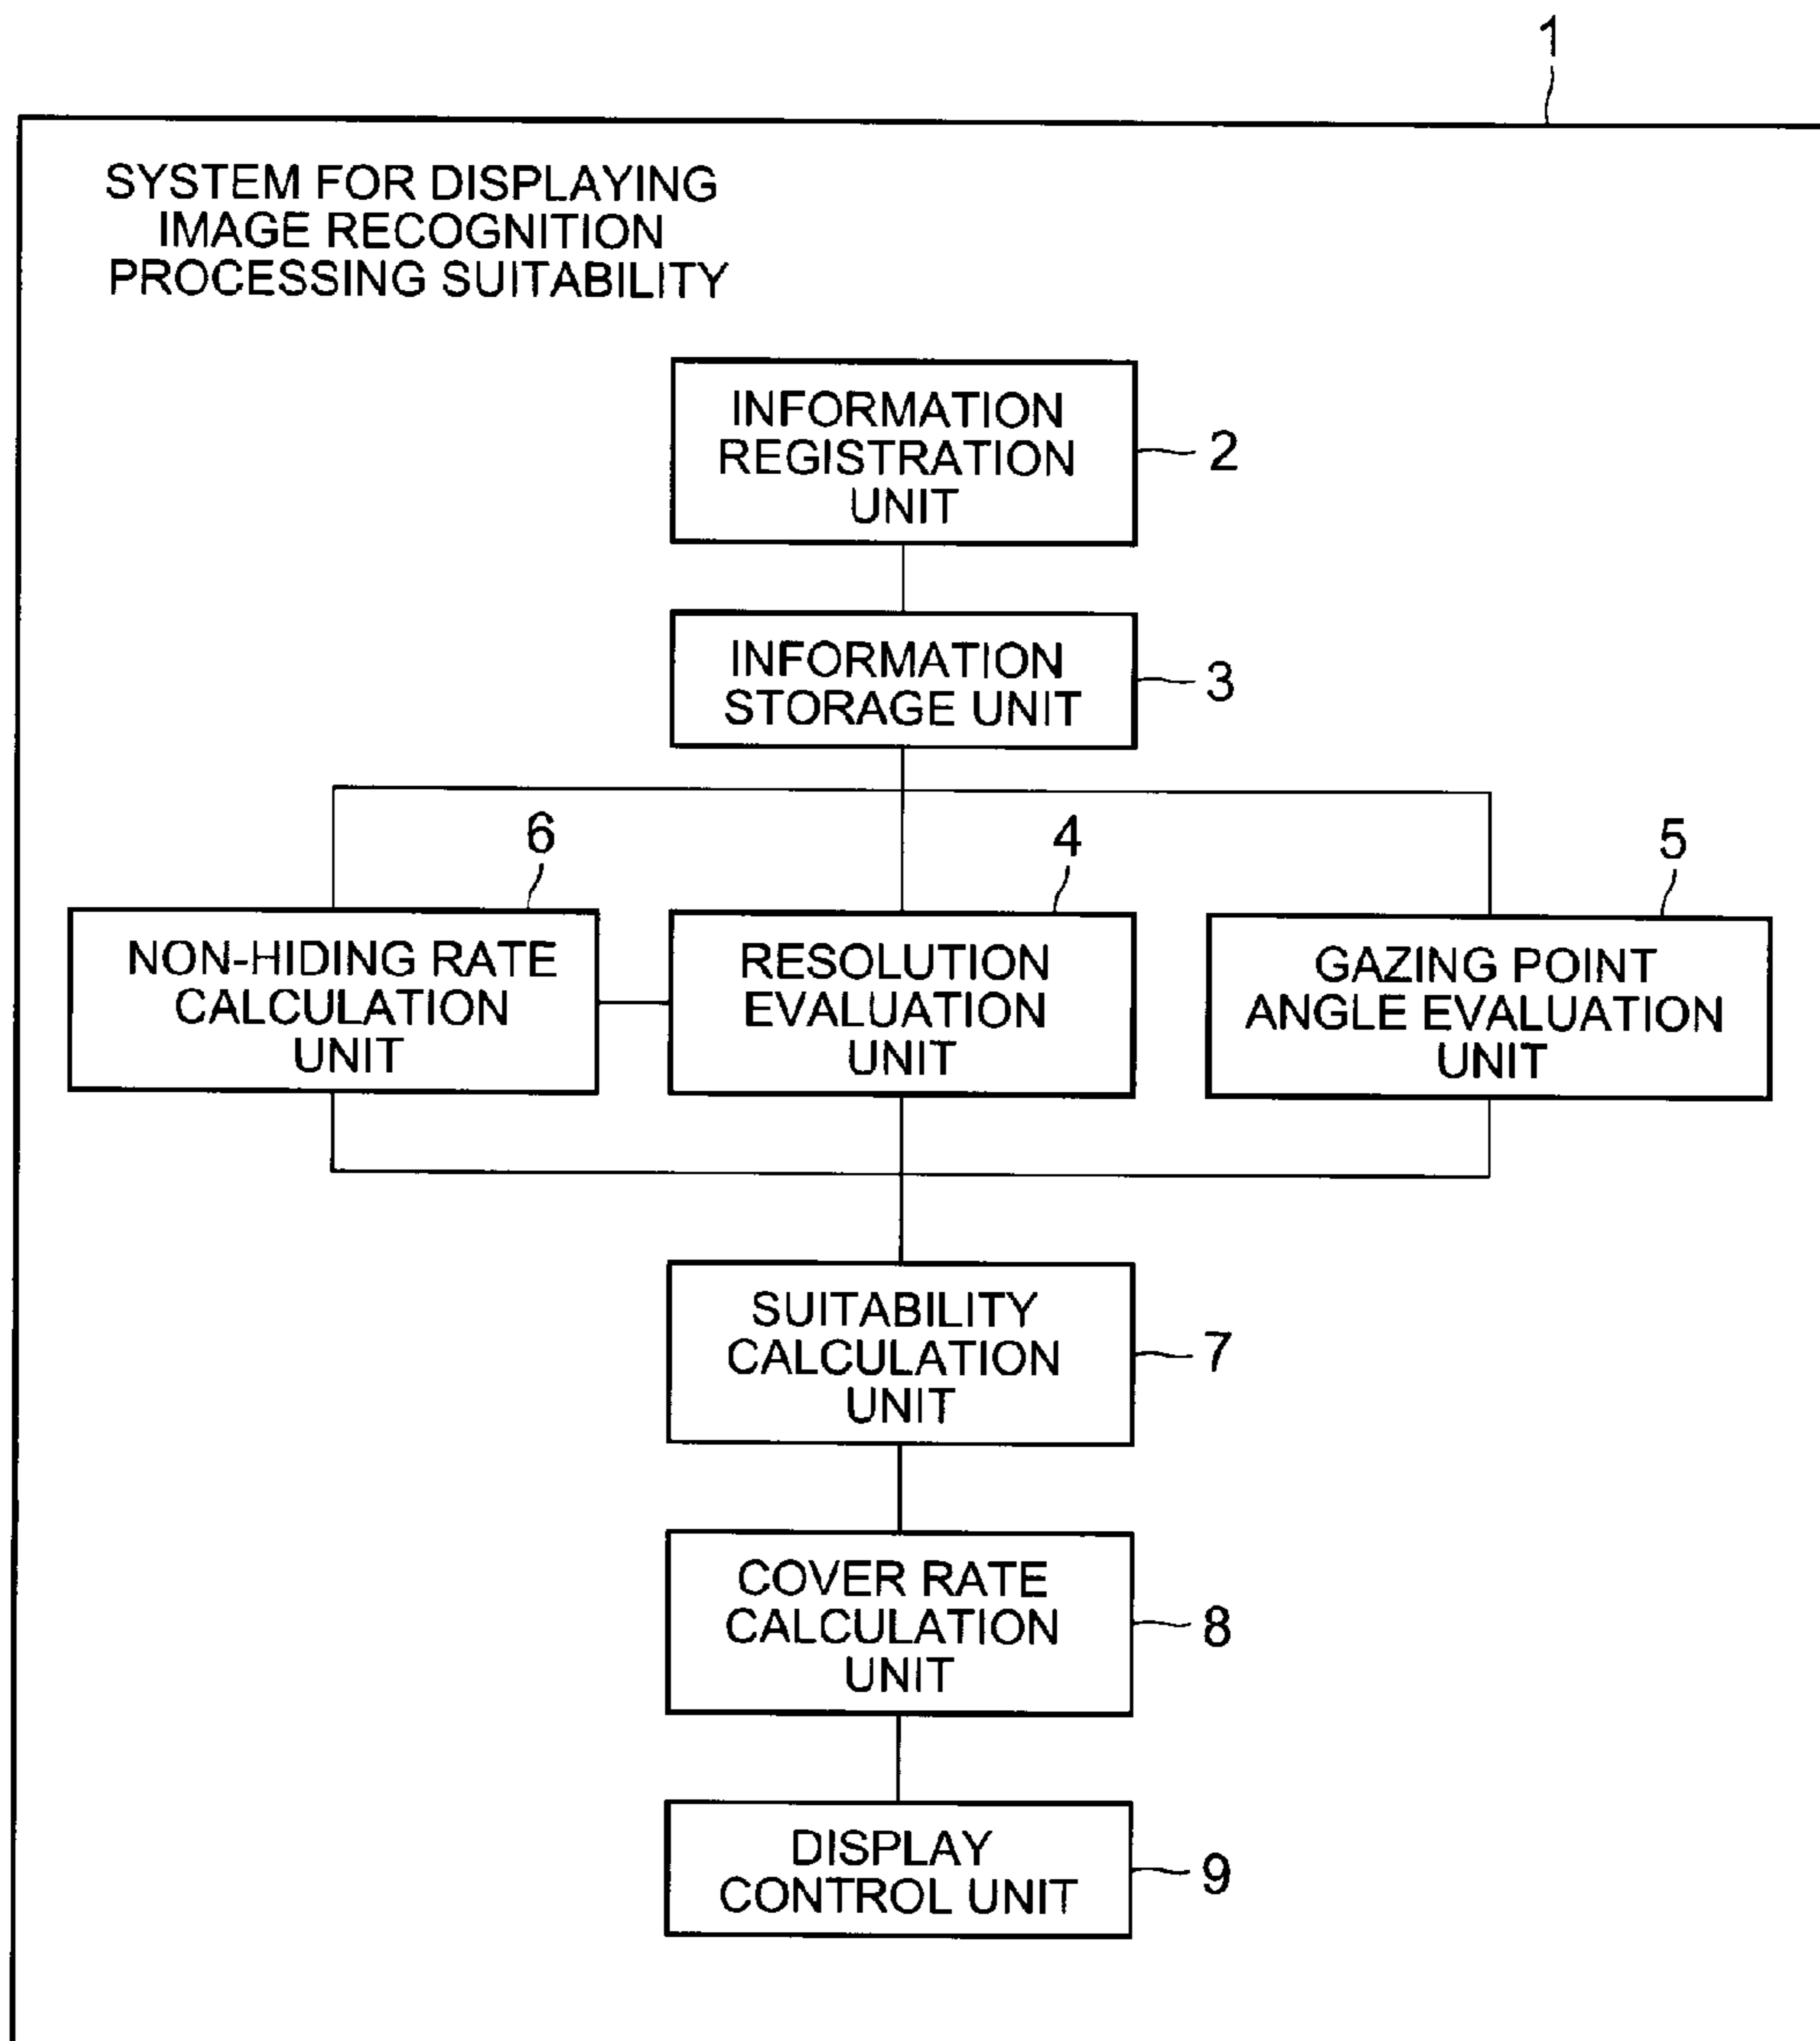 1
SYSTEM FOR DISPLAYING
IMAGE RECOGNITION
PROCESSING SUITABILITY
INFORMATION
REGISTRATION
UNIT
2
INFORMATION
STORAGE UNIT
3
6
NON-HIDING RATE
CALCULATION
UNIT
4
RESOLUTION
EVALUATION
UNIT
5
GAZING POINT
ANGLE EVALUATION
UNIT
SUITABILITY
CALCULATION
UNIT
7
COVER RATE
CALCULATION
UNIT
8
DISPLAY
CONTROL UNIT
9